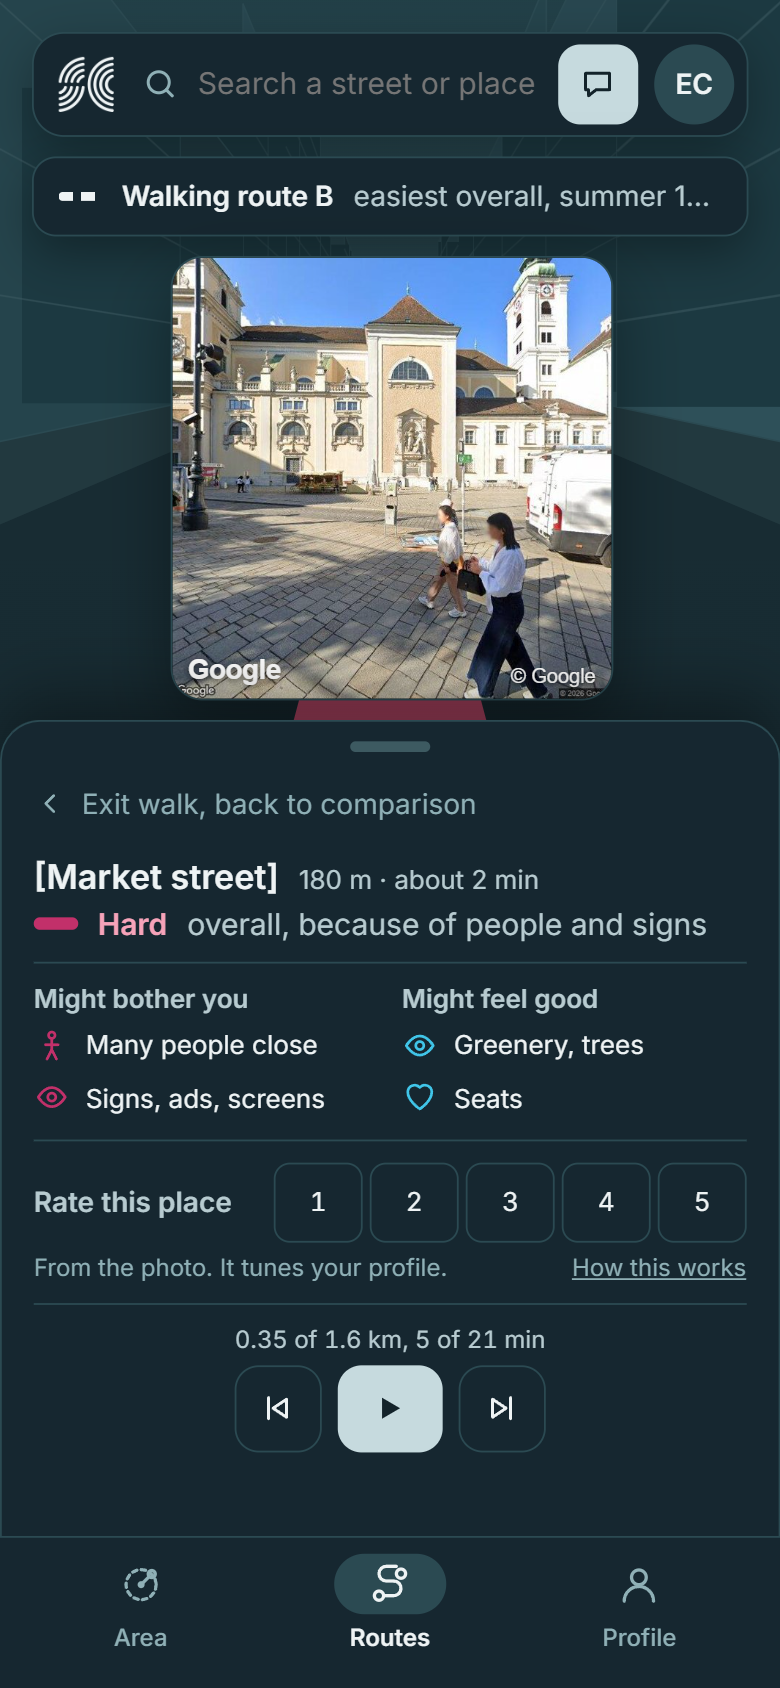 Search a street or place
EC
Walking route B easiest overall, summer 1...
Google
© Google
Google
Exit walk, back to comparison
[Market street] 180 m · about 2 min
Hard overall, because of people and signs
Might bother you
Might feel good
Many people close
Greenery, trees
Signs, ads, screens
Seats
Rate this place 1 2 3 4 5
From the photo. It tunes your profile. How this works
0.35 of 1.6 km, 5 of 21 min
Area
Routes
Profile